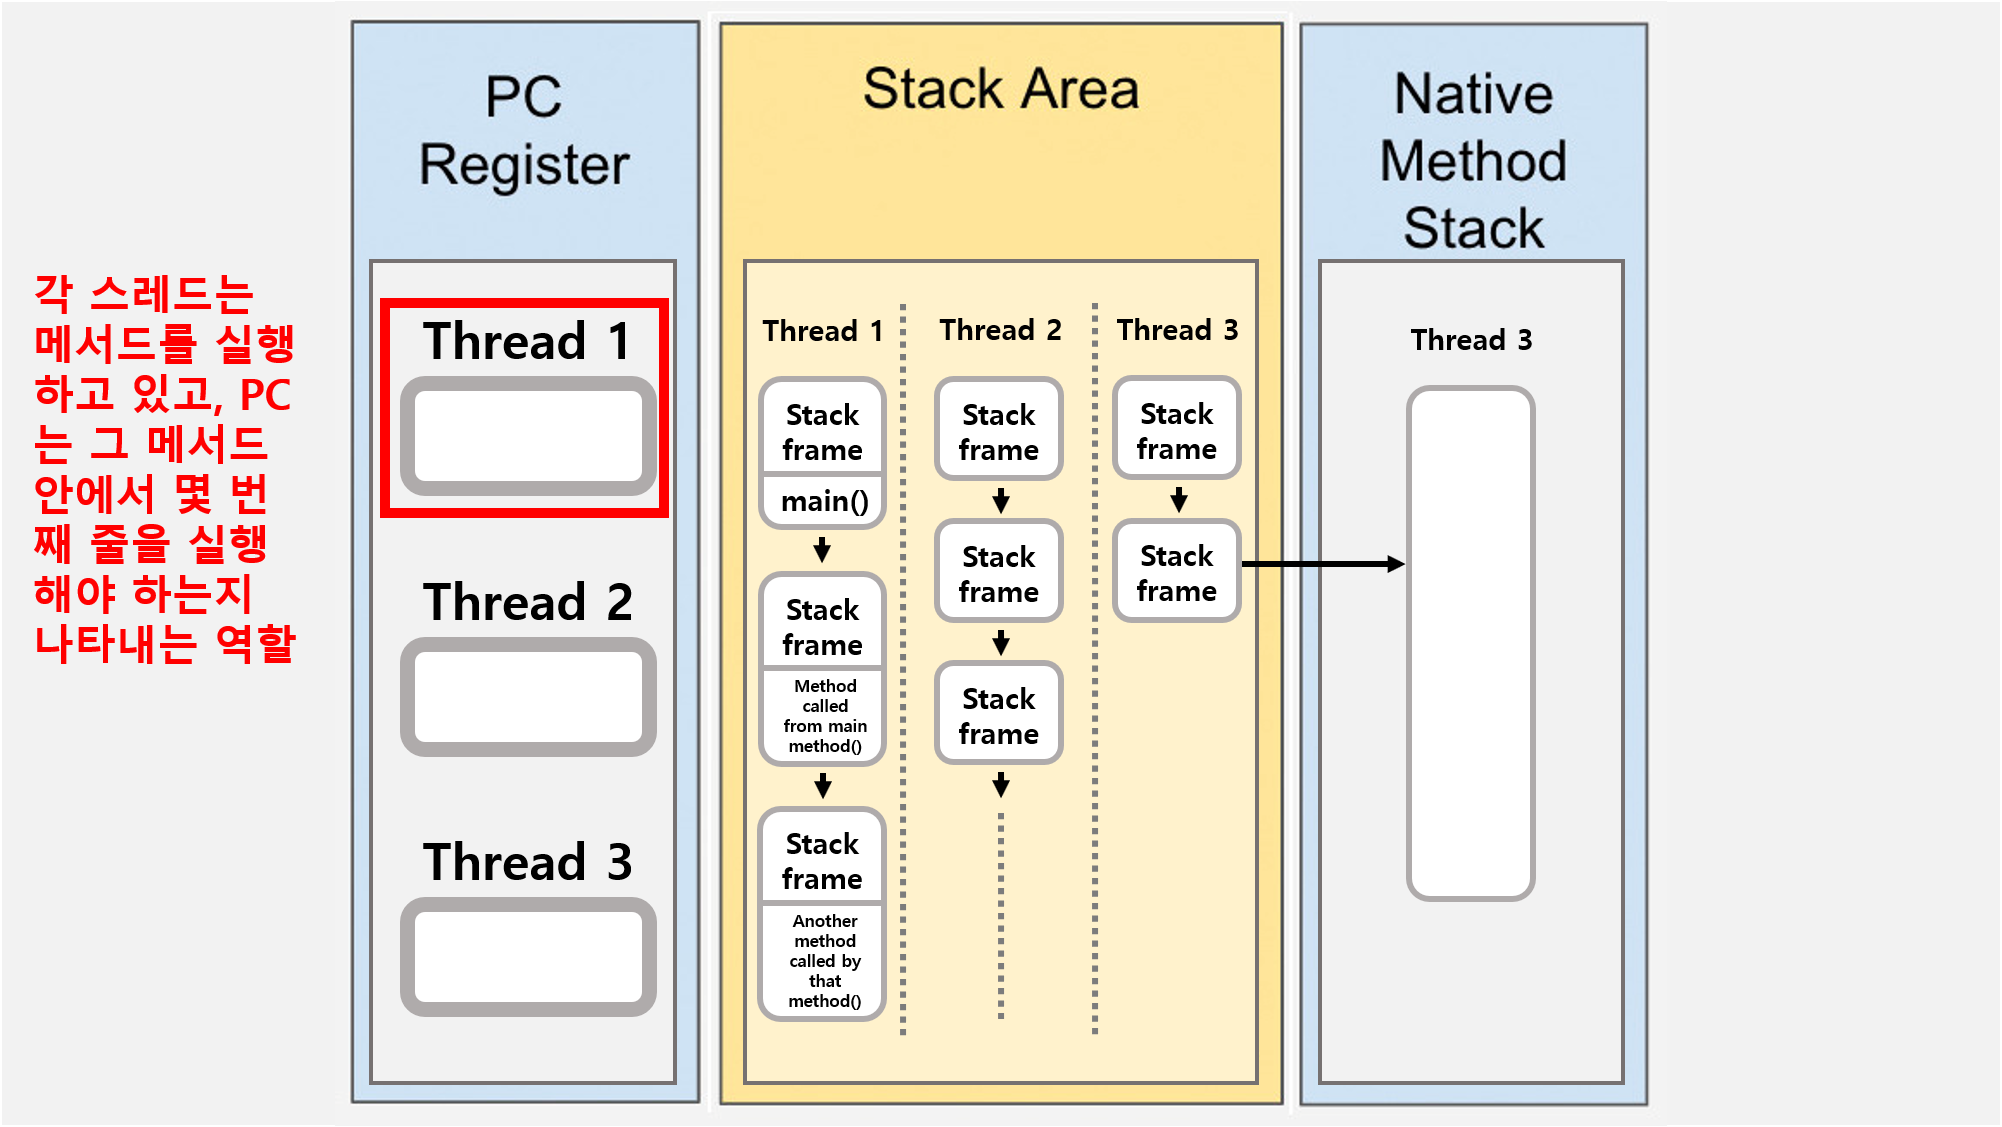 각 스레드는
메서드를 실행
하고 있고, PC
는 그 메서드
안에서 몇 번
째 줄을 실행
해야 하는지
나타내는 역할
PC
Register
Thread 1
Thread 2
Thread 3
Stack Area
Thread 1
Stack
frame
main()
Stack
frame
Method
called
from main
method()
Stack
frame
Another
method
called by
that
method()
Thread 2
Stack
frame
Stack
frame
Stack
frame
Thread 3
Stack
frame
Stack
frame
Native
Method
Stack
Thread 3